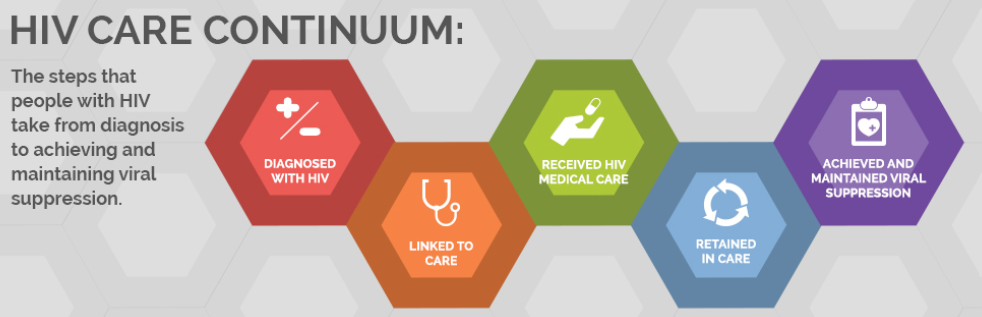 HIV CARE CONTINUUM:
The steps that
people with HIV
take from diagnosis
to achieving and
maintaining viral
suppression.
DIAGNOSED
WITH HIV
LINKED TO
CARE
RECEIVED HIV
MEDICAL CARE
RETAINED
IN CARE
ACHIEVED AND
MAINTAINED VIRAL
SUPPRESSION